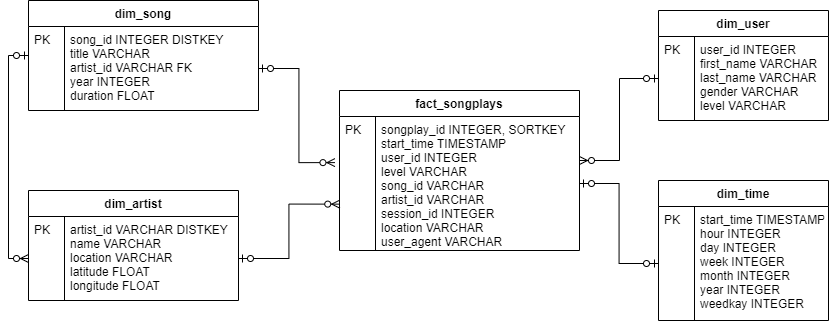 dim_song
PK
song_id INTEGER DISTKEY
title VARCHAR
artist_id VARCHAR FK
year INTEGER
duration FLOAT
dim_artist
PK
artist_id VARCHAR DISTKEY
name VARCHAR
location VARCHAR
latitude FLOAT
longitude FLOAT
fact_songplays
PK
songplay_id INTEGER, SORTKEY
start_time TIMESTAMP
user_id INTEGER
level VARCHAR
song_id VARCHAR
artist_id VARCHAR
session_id INTEGER
location VARCHAR
user_agent VARCHAR
dim_user
PK
user_id INTEGER
first_name VARCHAR
last_name VARCHAR
gender VARCHAR
level VARCHAR
dim_time
PK
start_time TIMESTAMP
hour INTEGER
day INTEGER
week INTEGER
month INTEGER
year INTEGER
weedkay INTEGER